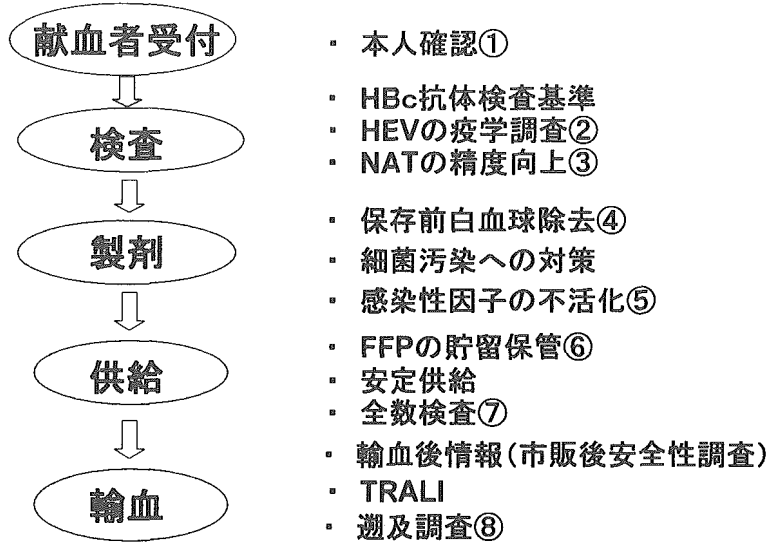 献血者受付
・ 本人確認①
・ HBc抗体検査基準
検査
・ HEVの疫学調査②
・ NATの精度向上③
・ 保存前白血球除去④
製剤
・ 細菌汚染への対策
・ 感染性因子の不活化⑤
・ FFPの貯留保管⑥
供給
・ 安定供給
・ 全数検査⑦
・ 輸血後情報(市販後安全性調査)
輸血
・ TRALI
・ 遡及調査⑧